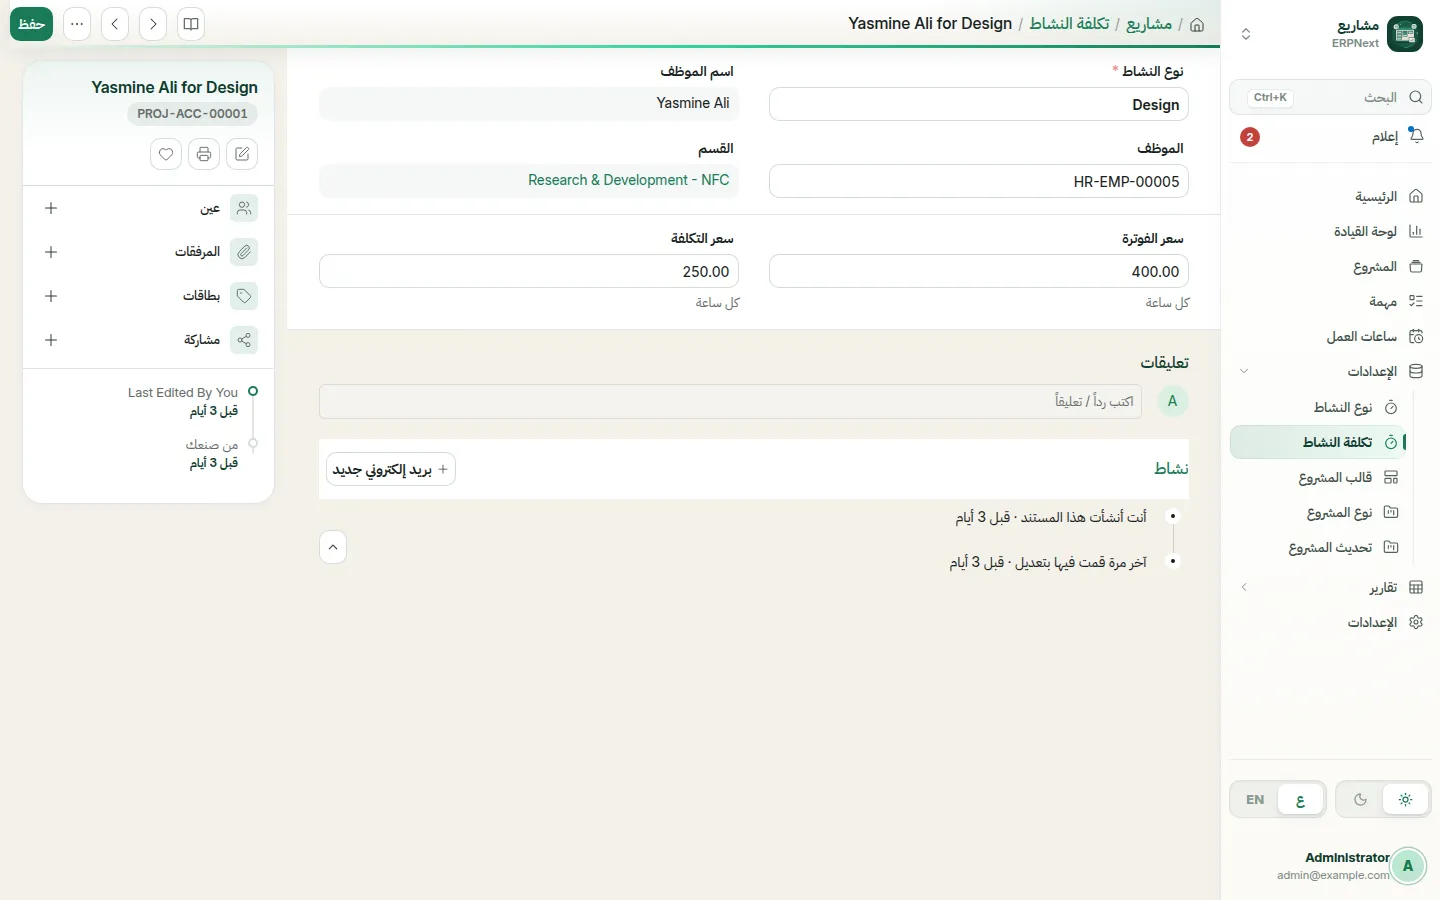 مشاريع
ERPNext
البحث
Ctrl+K
إعلام
2
الرئيسية
لوحة القيادة
المشروع
مهمة
ساعات العمل
الإعدادات
نوع النشاط
تكلفة النشاط
قالب المشروع
نوع المشروع
تحديث المشروع
تقارير
الإعدادات
ع
EN
A
Administrator
admin@example.com
مشاريع / تكلفة النشاط / Yasmine Ali for Design
حفظ
نوع النشاط *
Design
اسم الموظف
Yasmine Ali
الموظف
HR-EMP-00005
القسم
Research & Development - NFC
سعر الفوترة
400.00
كل ساعة
سعر التكلفة
250.00
كل ساعة
تعليقات
A
اكتب رداً / تعليقاً
نشاط
+ بريد إلكتروني جديد
أنت أنشأت هذا المستند · قبل 3 أيام
آخر مرة قمت فيها بتعديل · قبل 3 أيام
Yasmine Ali for Design
PROJ-ACC-00001
عين
المرفقات
بطاقات
مشاركة
Last Edited By You
قبل 3 أيام
من صنعك
قبل 3 أيام